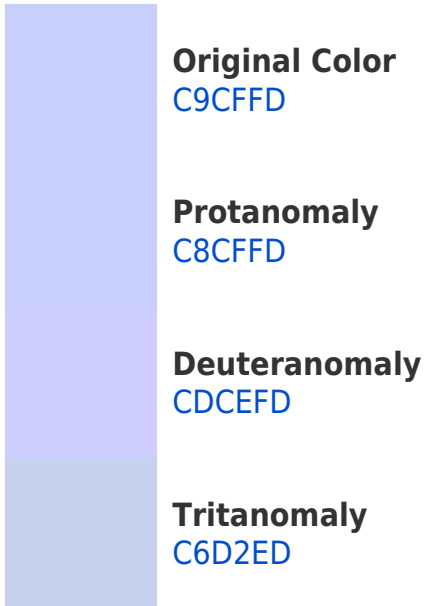 Original Color
C9CFFD
Protanomaly
C8CFFD
Deuteranomaly
CDCEFD
Tritanomaly
C6D2ED